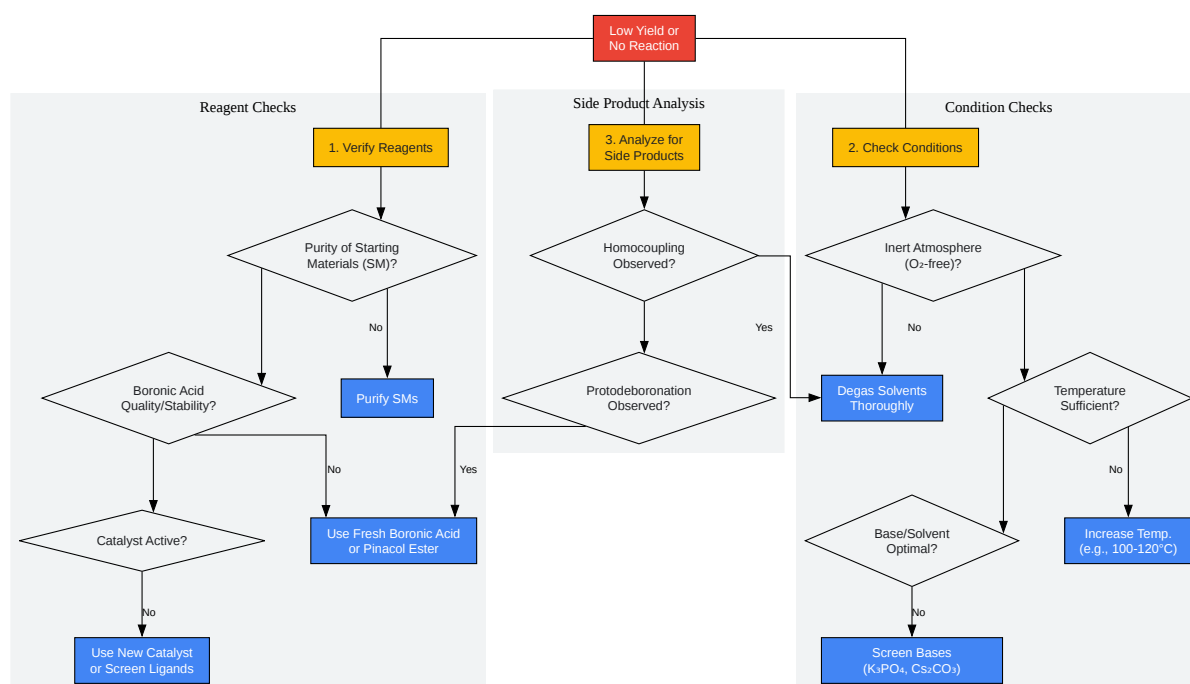 Low Yield or
No Reaction
Reagent Checks
Side Product Analysis
Condition Checks
1. Verify Reagents
3. Analyze for
Side Products
2. Check Conditions
Purity of Starting
Materials (SM)?
Homocoupling
Observed?
Inert Atmosphere
(O₂-free)?
No
Yes
No
Boronic Acid
Quality/Stability?
Purify SMs
Protodeboronation
Observed?
Degas Solvents
Thoroughly
Temperature
Sufficient?
No
Yes
No
Catalyst Active?
Use Fresh Boronic Acid
or Pinacol Ester
Base/Solvent
Optimal?
Increase Temp.
(e.g., 100-120°C)
No
No
Use New Catalyst
or Screen Ligands
Screen Bases
(K₃PO₄, Cs₂CO₃)